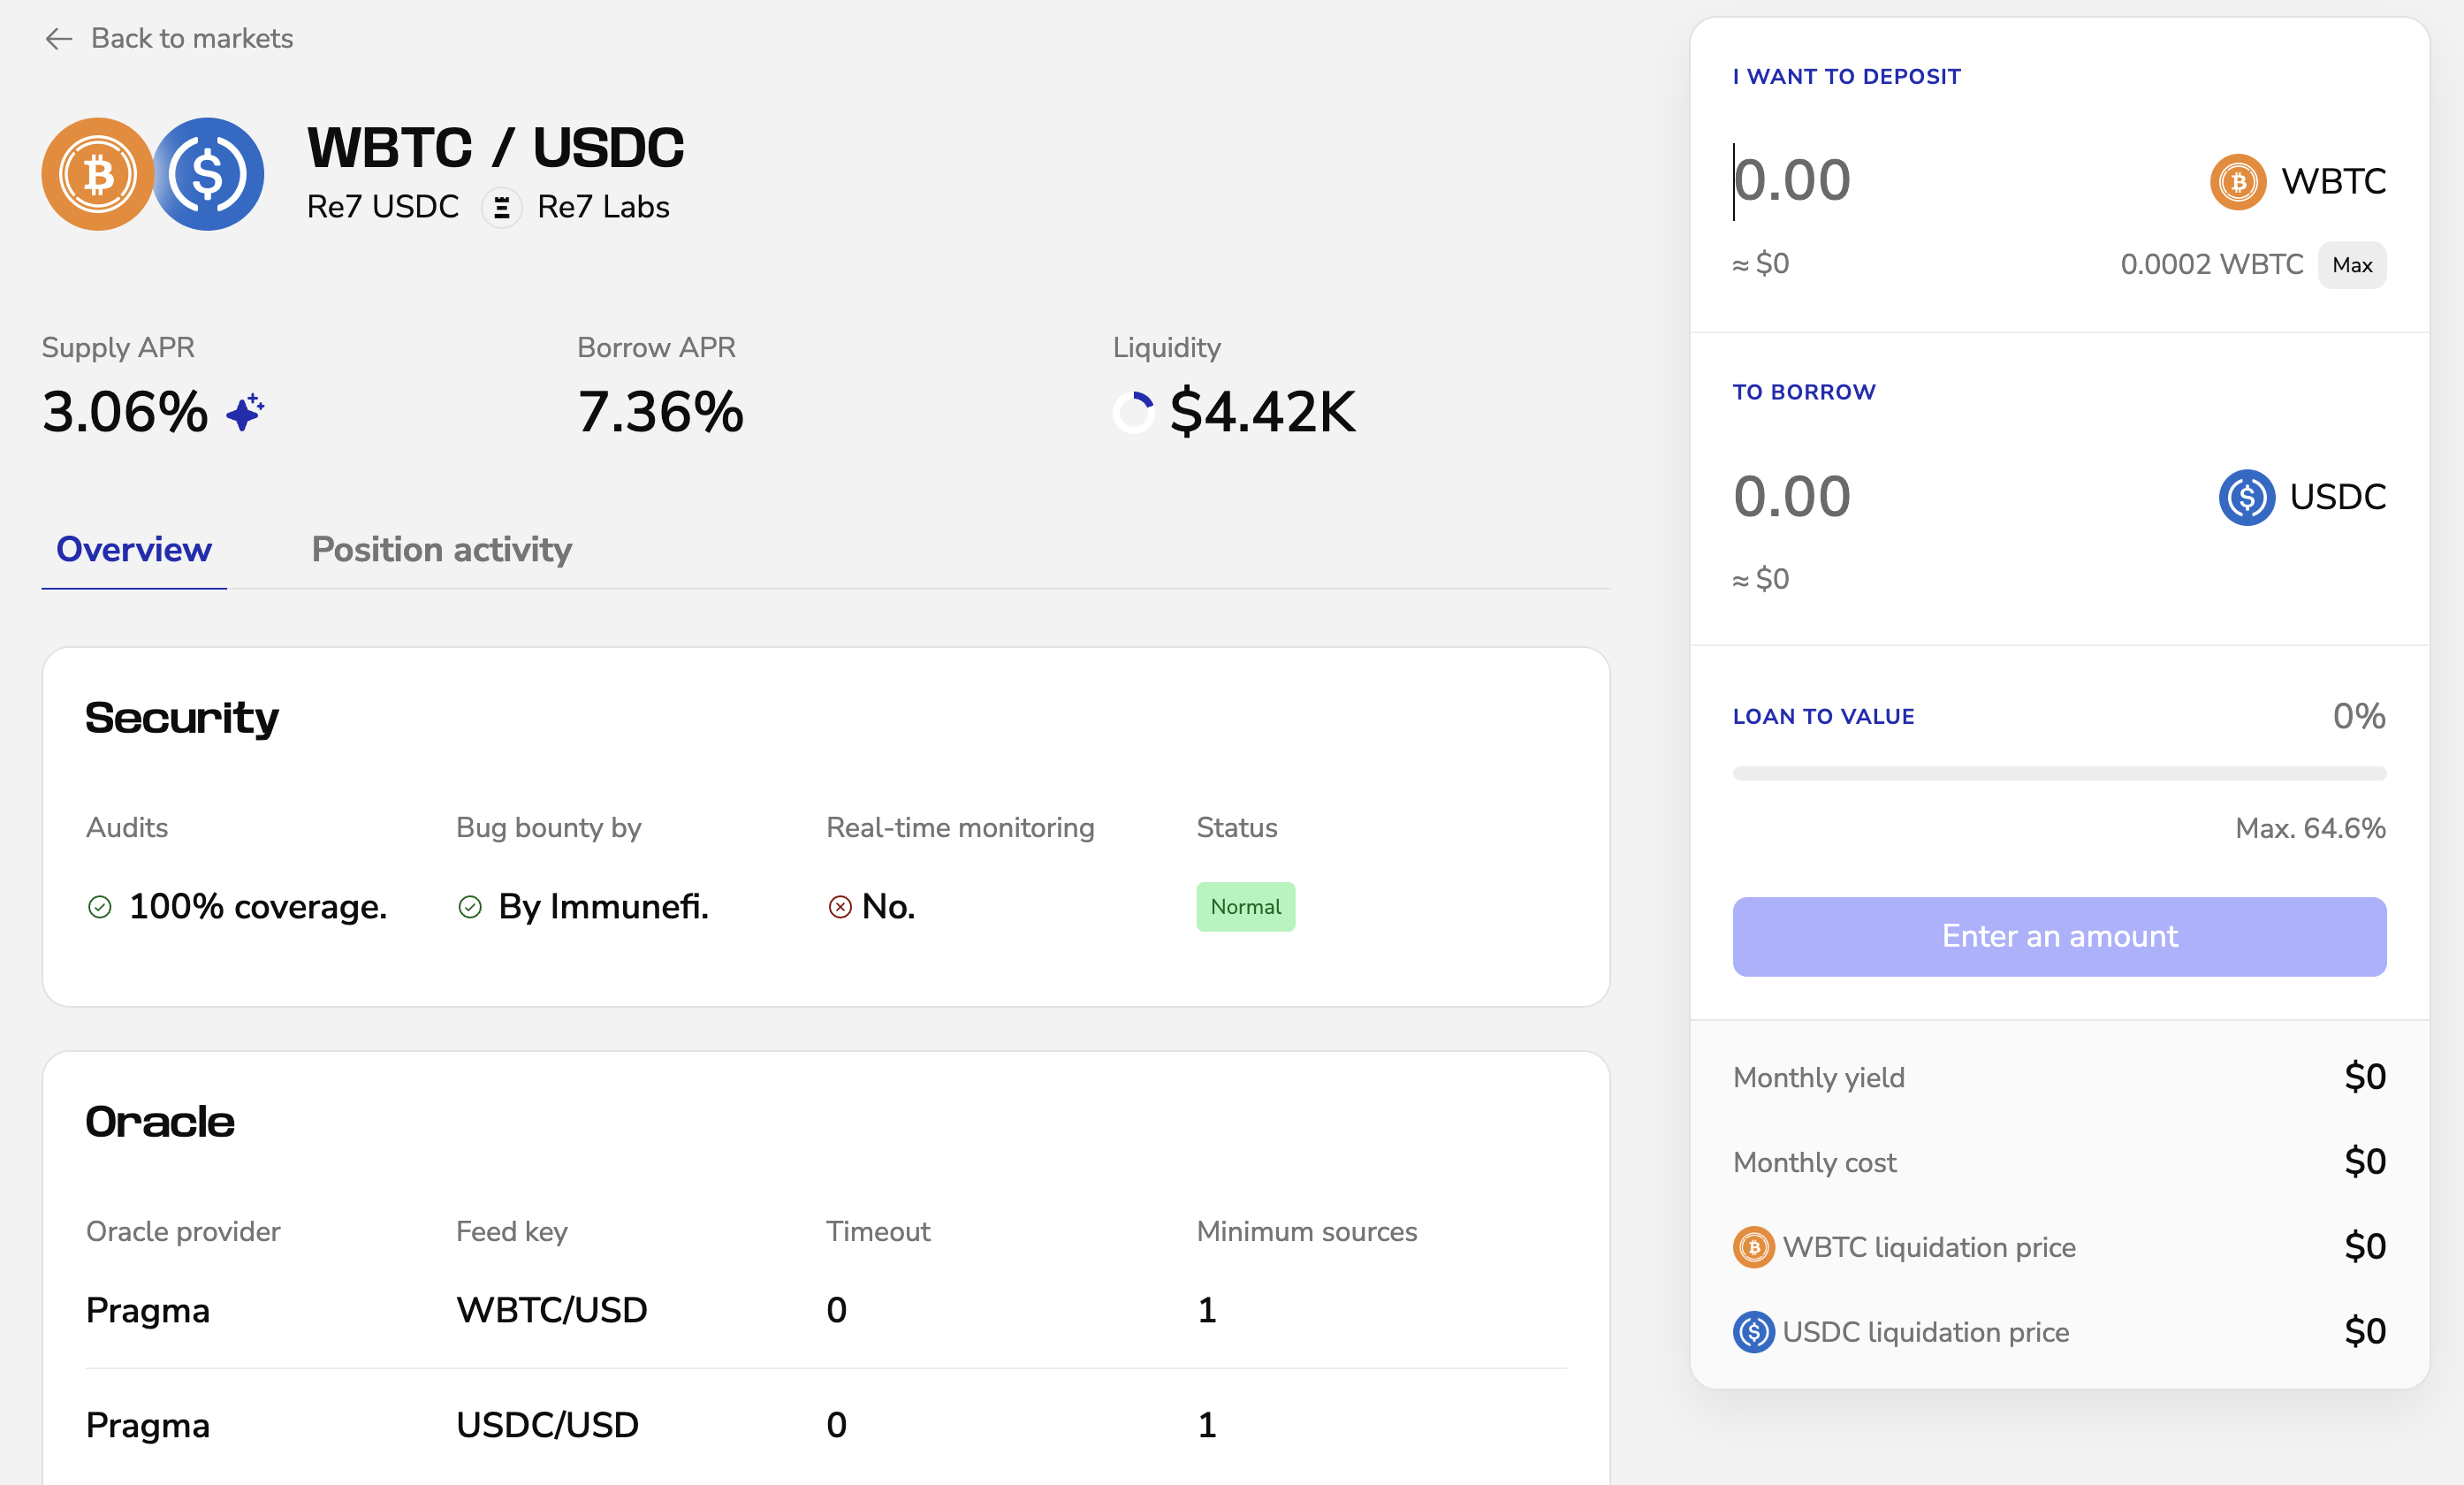 Back to markets
WBTC / USDC
Re7 USDC Re7 Labs
Supply APR Borrow APR Liquidity
3.06% 7.36% $4.42K
Overview Position activity
Security
Audits Bug bounty by Real-time monitoring Status
100% coverage. By Immunefi. No. Normal
Oracle
Oracle provider Feed key Timeout Minimum sources
Pragma WBTC/USD 0 1
Pragma USDC/USD 0 1
I WANT TO DEPOSIT
0.00 WBTC
≈ $0 0.0002 WBTC Max
TO BORROW
0.00 USDC
≈ $0
LOAN TO VALUE 0%
Max. 64.6%
Enter an amount
Monthly yield $0
Monthly cost $0
WBTC liquidation price $0
USDC liquidation price $0